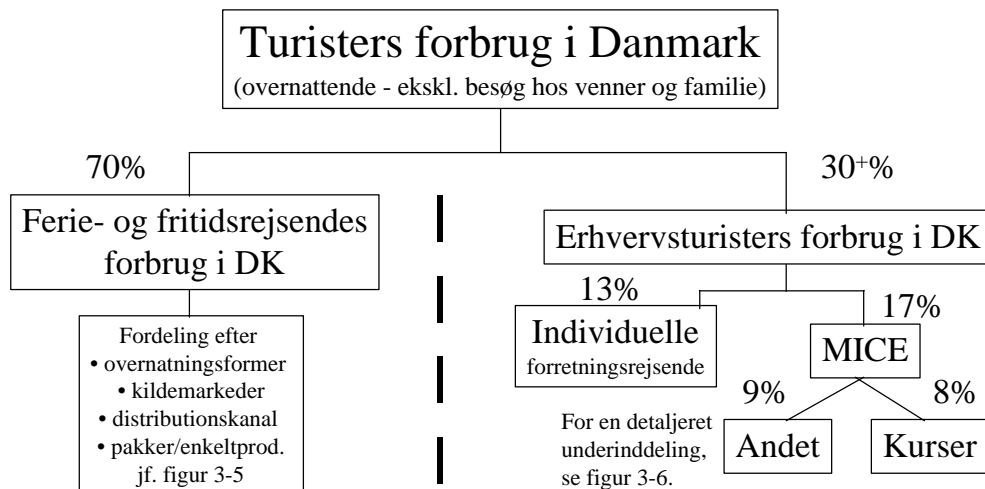 Turisters forbrug i Danmark
(overnattende - ekskl. besøg hos venner og familie)
70%
30+%
Ferie- og fritidsrejsendes
forbrug i DK
Erhvervsturisters forbrug i DK
Fordeling efter
• overnatningsformer
• kildemarkeder
• distributionskanal
• pakker/enkeltprod.
jf. figur 3-5
13%
Individuelle
forretningsrejsende
17%
MICE
9%
8%
Andet
Kurser
For en detaljeret
underinddeling,
se figur 3-6.